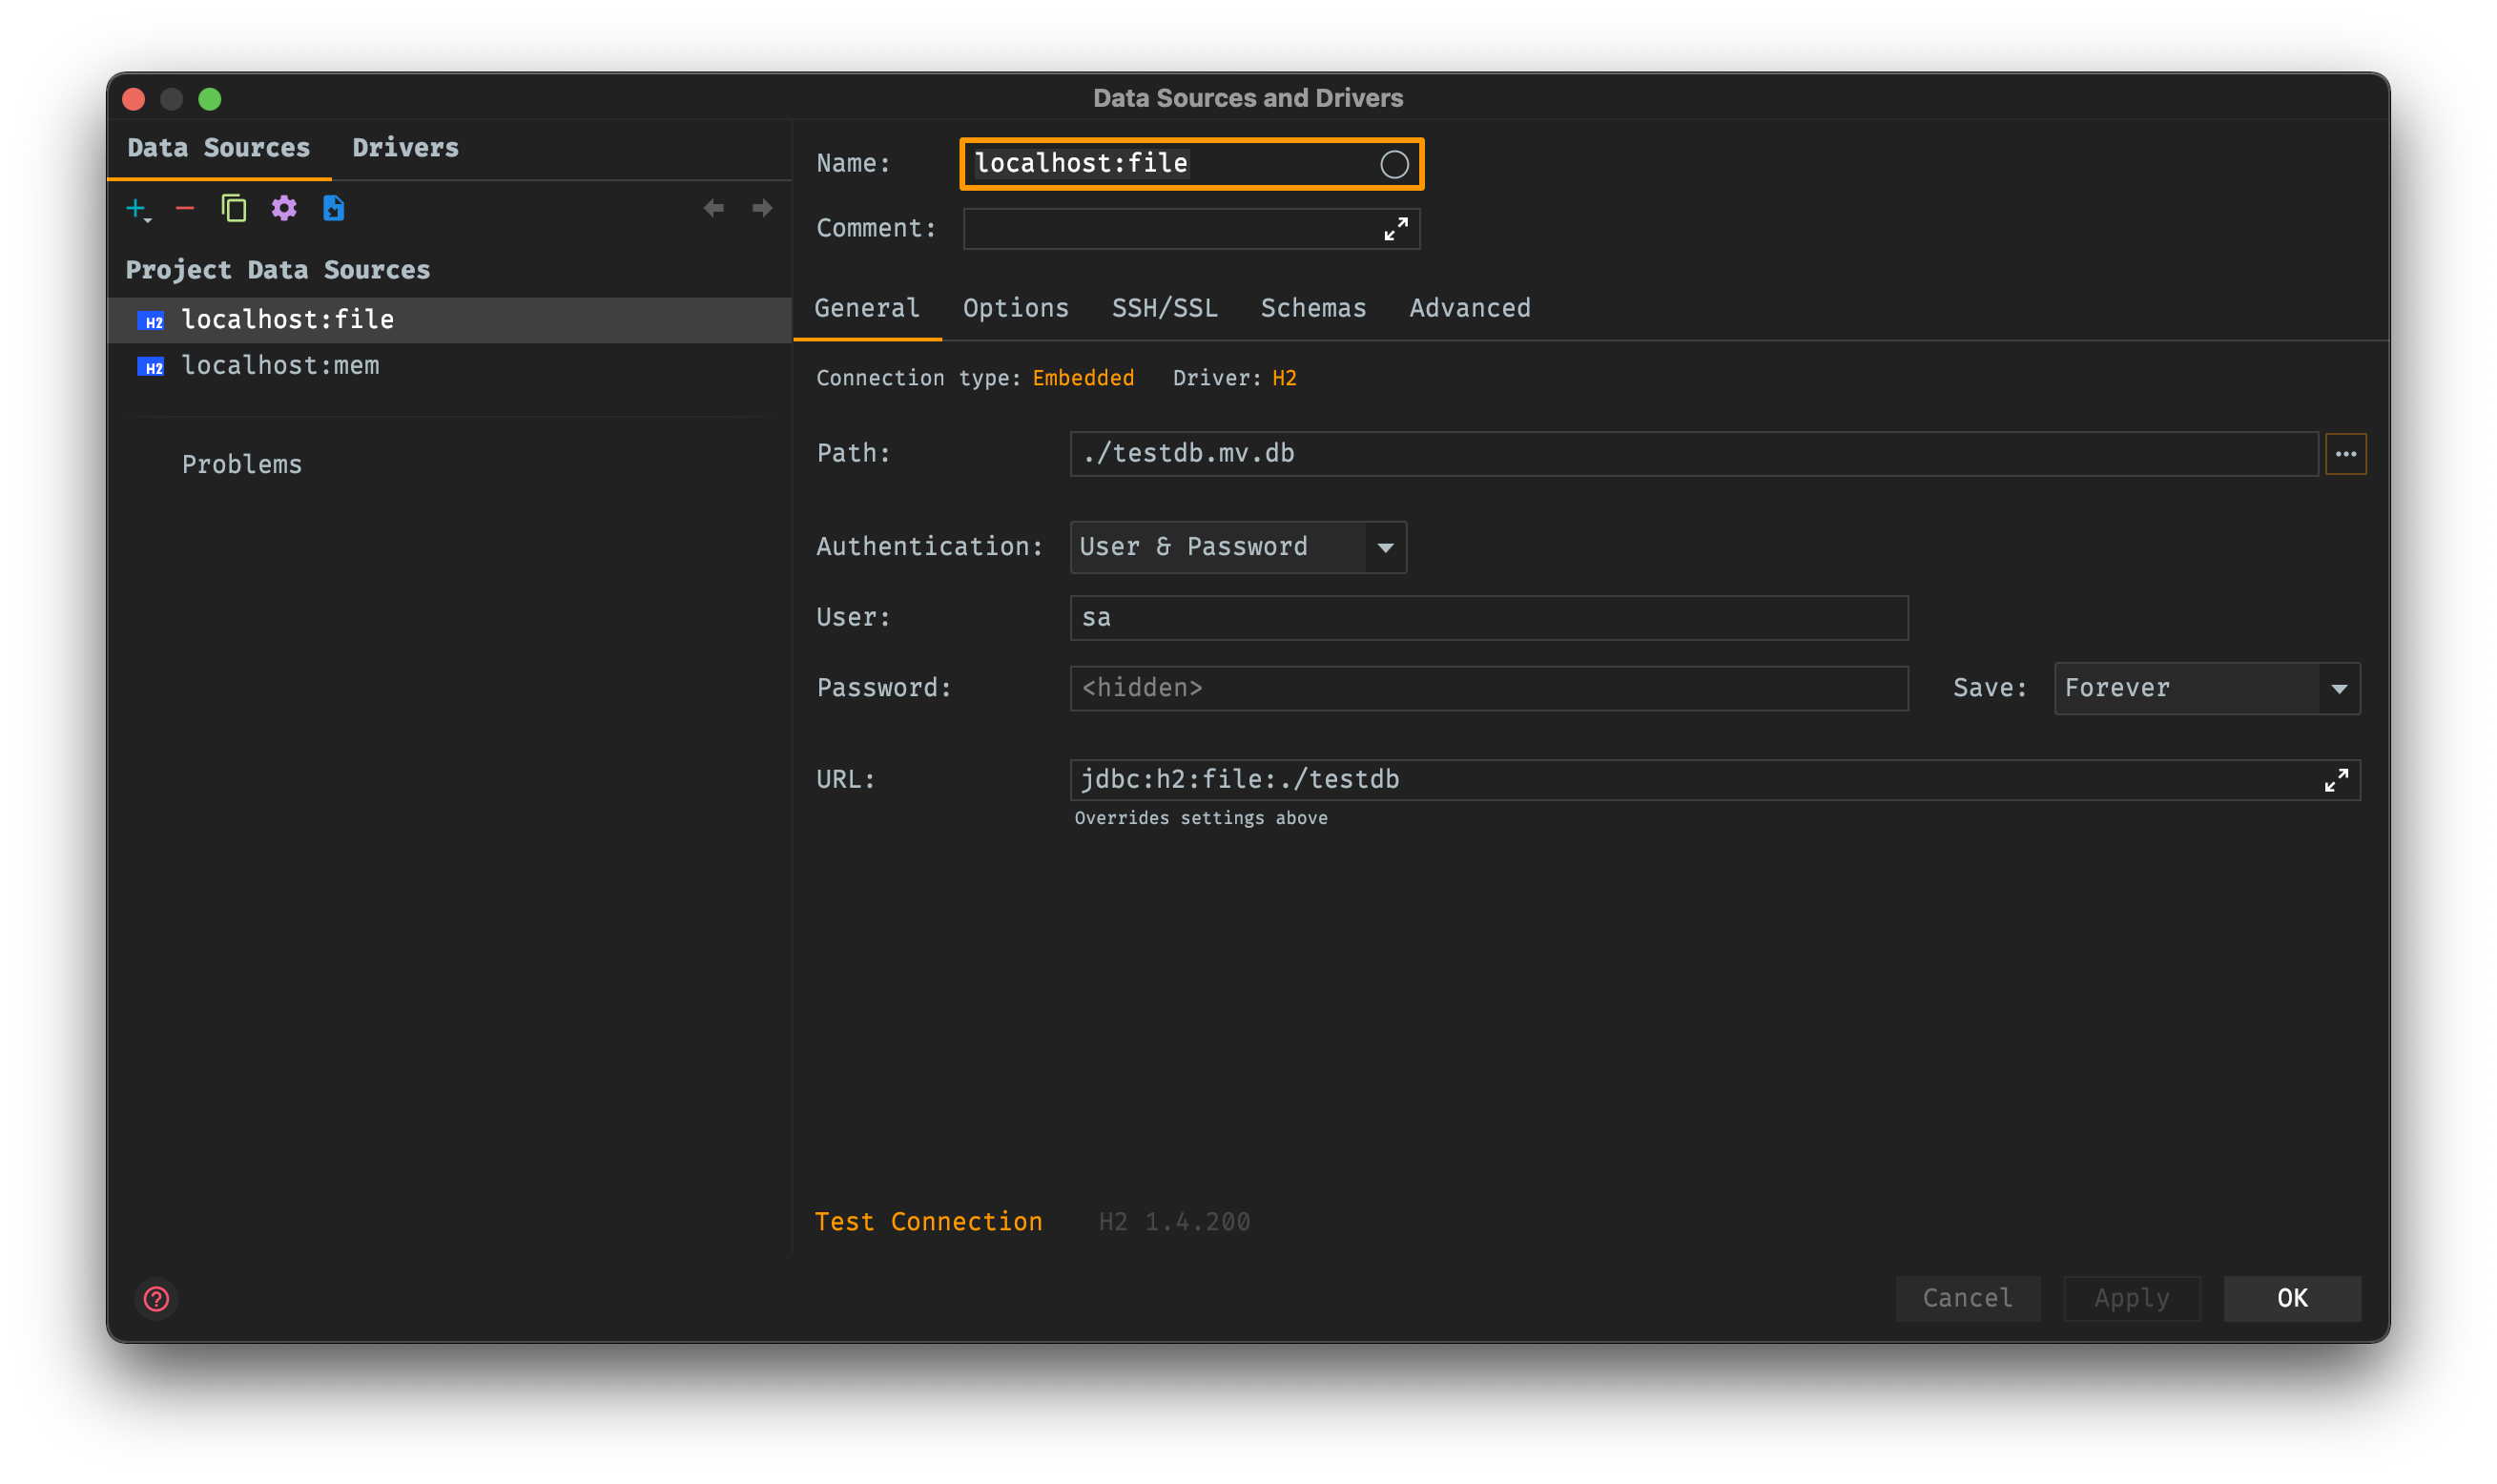 Data Sources and Drivers
Data Sources Drivers
Project Data Sources
H2 localhost:file
H2 localhost:mem
Problems
Name: localhost:file
Comment:
General Options SSH/SSL Schemas Advanced
Connection type: Embedded Driver: H2
Path: ./testdb.mv.db
Authentication: User & Password
User: sa
Password: <hidden> Save: Forever
URL: jdbc:h2:file:./testdb
Overrides settings above
Test Connection H2 1.4.200
Cancel Apply OK